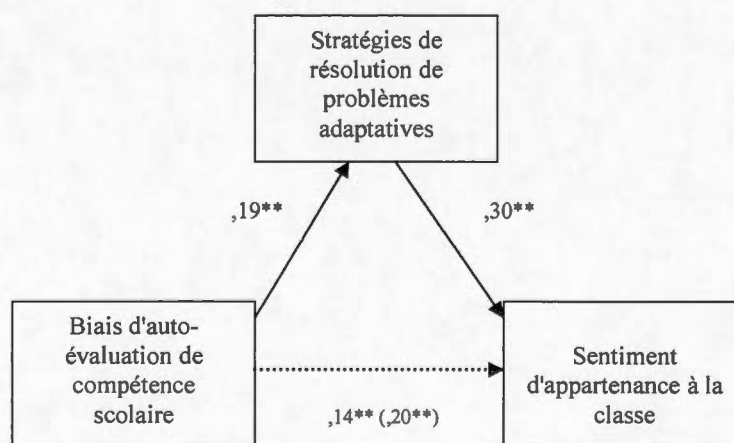 Stratégies de
résolution de
problèmes
adaptatives
,19**
,30**
Biais d'auto-
évaluation de
compétence
scolaire
,14** (,20**)
Sentiment
d'appartenance à la
classe